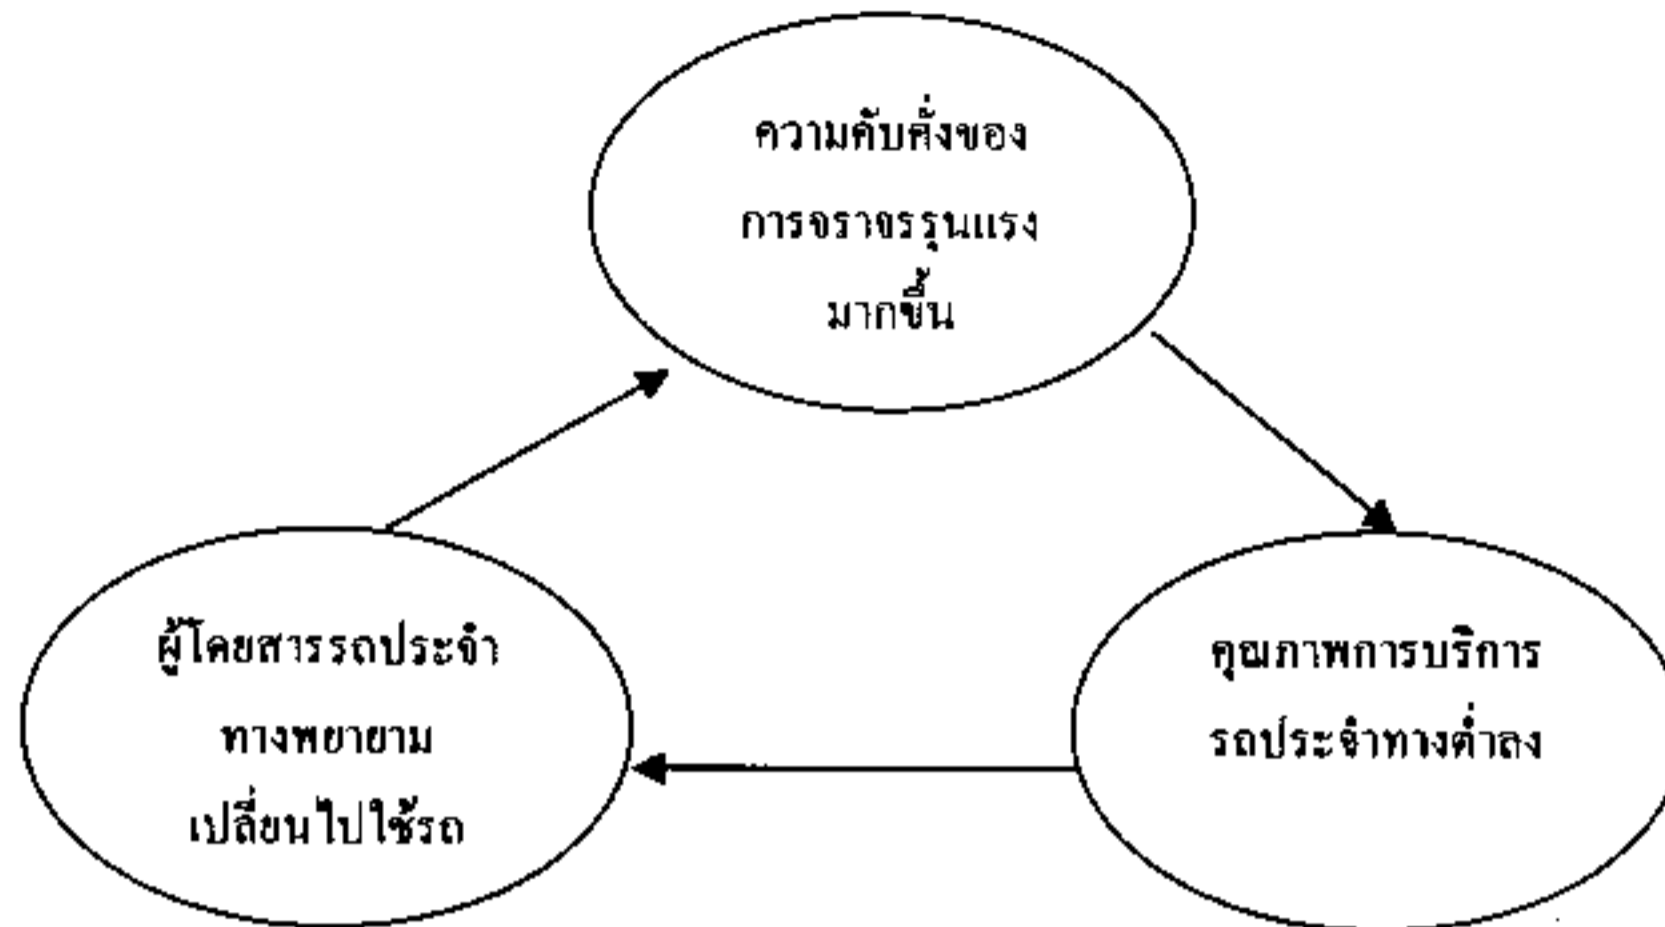 ความคับคั่งของ
การจราจรรุนแรง
มากขึ้น
ผู้โดยสารรถประจำ
ทางพยายาม
เปลี่ยนไปใช้รถ
คุณภาพการบริการ
รถประจำทางต่ำลง